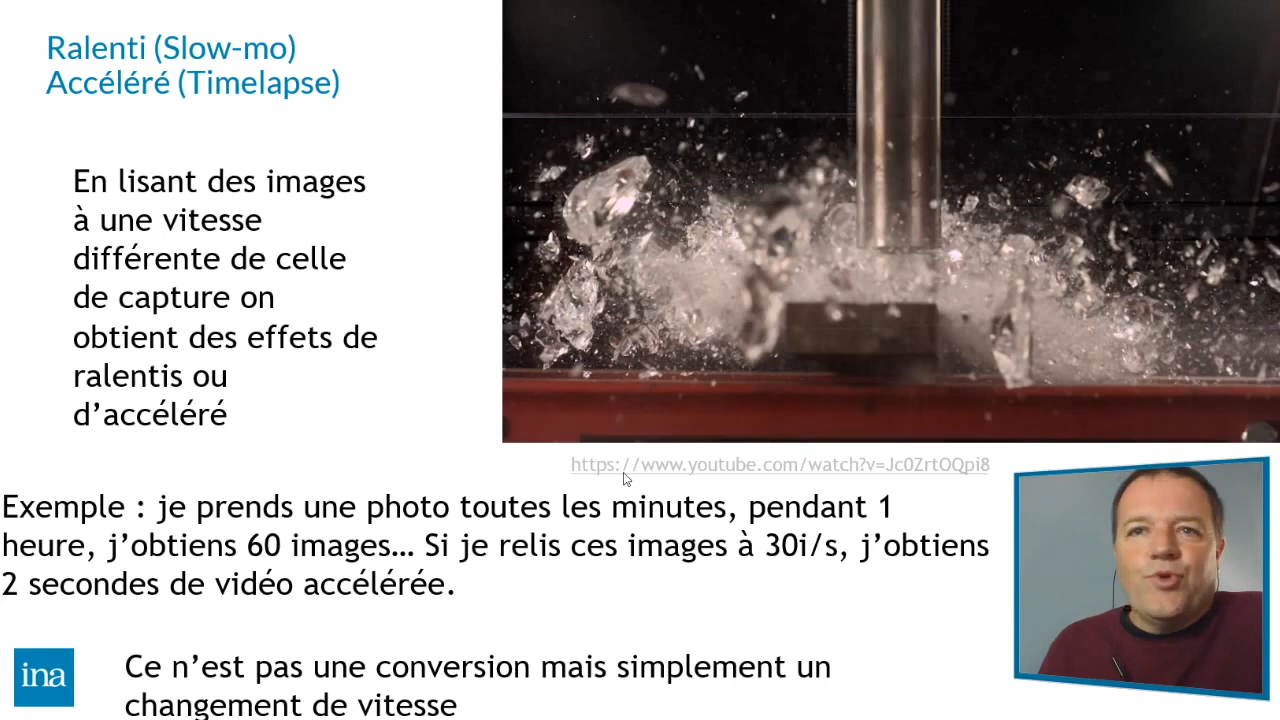 Ralenti (Slow-mo)
Accéléré (Timelapse)
En lisant des images
à une vitesse
différente de celle
de capture on
obtient des effets de
ralentis ou
d’accéléré
https://www.youtube.com/watch?v=Jc0ZrtOQpi8
Exemple : je prends une photo toutes les minutes, pendant 1
heure, j’obtiens 60 images… Si je relis ces images à 30i/s, j’obtiens
2 secondes de vidéo accélérée.
ina
Ce n’est pas une conversion mais simplement un
changement de vitesse